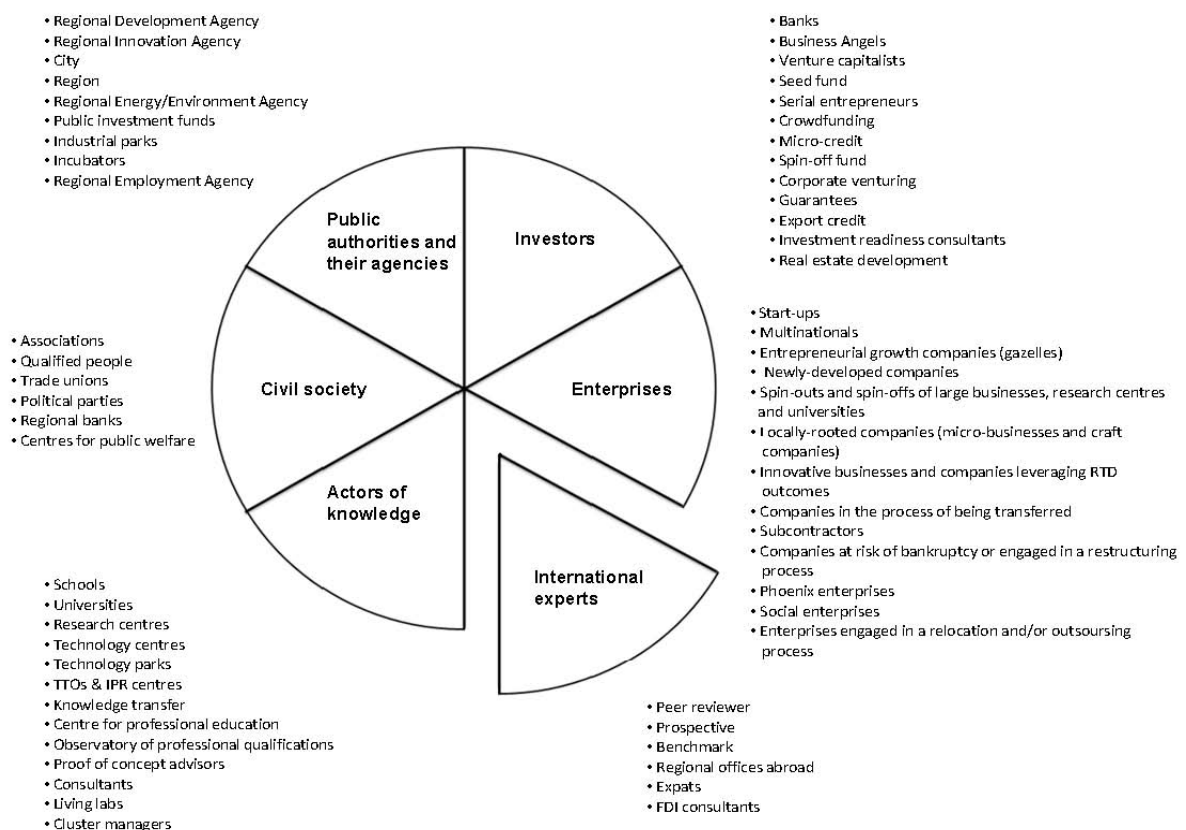 • Regional Development Agency
• Regional Innovation Agency
• City
• Region
• Regional Energy/Environment Agency
• Public investment funds
• Industrial parks
• Incubators
• Regional Employment Agency
• Banks
• Business Angels
• Venture capitalists
• Seed fund
• Serial entrepreneurs
• Crowdfunding
• Micro-credit
• Spin-off fund
• Corporate venturing
• Guarantees
• Export credit
• Investment readiness consultants
• Real estate development
Public
authorities and
their agencies
Investors
• Associations
• Qualified people
• Trade unions
• Political parties
• Regional banks
• Centres for public welfare
Civil society
Enterprises
• Start-ups
• Multinationals
• Entrepreneurial growth companies (gazelles)
• Newly-developed companies
• Spin-outs and spin-offs of large businesses, research centres
and universities
• Locally-rooted companies (micro-businesses and craft
companies)
• Innovative businesses and companies leveraging RTD
outcomes
• Companies in the process of being transferred
• Subcontractors
• Companies at risk of bankruptcy or engaged in a restructuring
process
• Phoenix enterprises
• Social enterprises
• Enterprises engaged in a relocation and/or outsoursing
process
Actors of
knowledge
International
experts
• Schools
• Universities
• Research centres
• Technology centres
• Technology parks
• TTOs & IPR centres
• Knowledge transfer
• Centre for professional education
• Observatory of professional qualifications
• Proof of concept advisors
• Consultants
• Living labs
• Cluster managers
• Peer reviewer
• Prospective
• Benchmark
• Regional offices abroad
• Expats
• FDI consultants